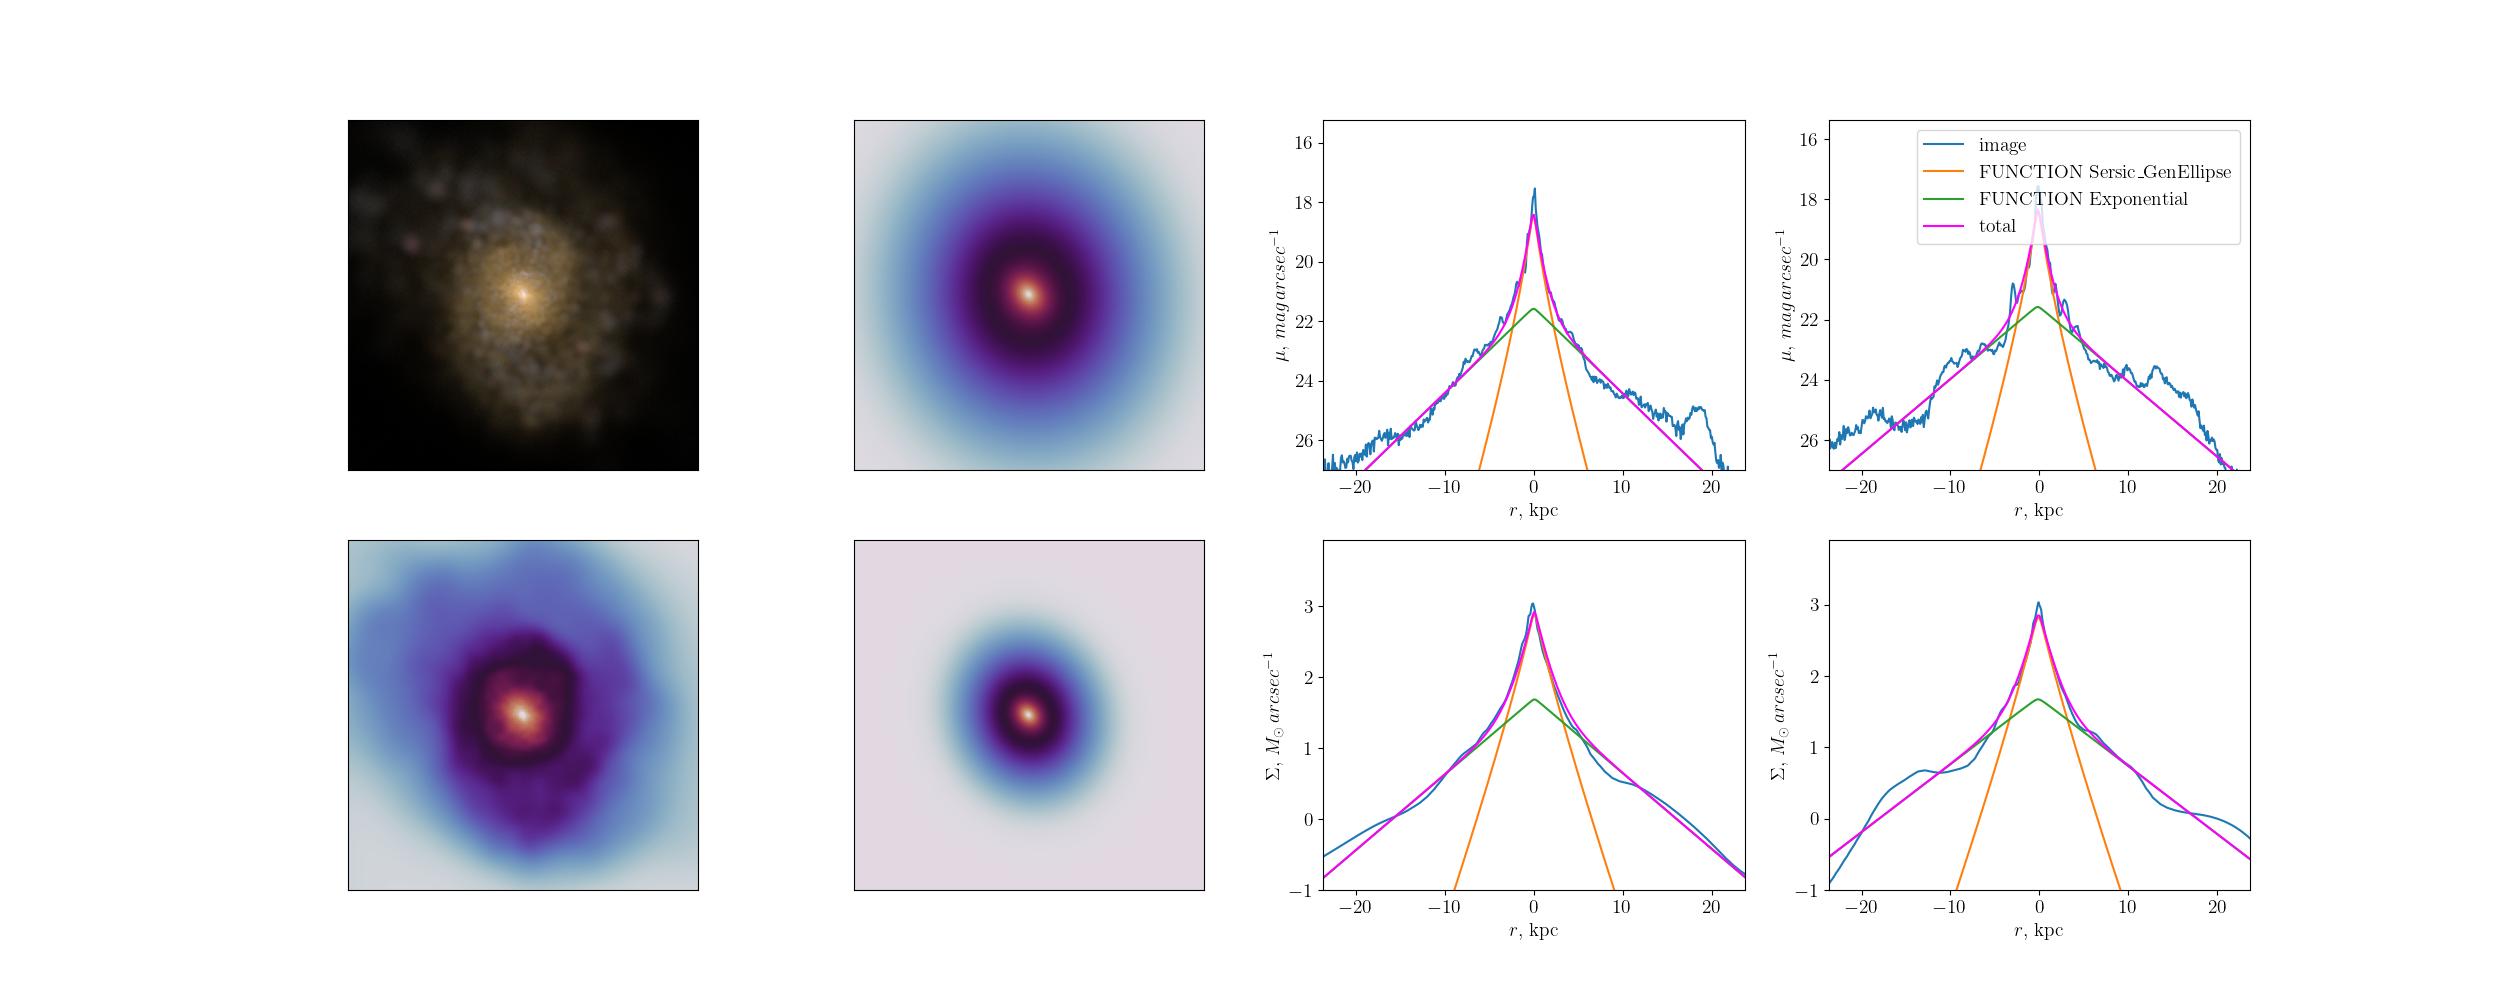 16
18
20
22
24
26
μ, mag arcsec⁻¹
−20 −10 0 10 20
r, kpc
16
18
20
22
24
26
μ, mag arcsec⁻¹
image
FUNCTION Sersic_GenEllipse
FUNCTION Exponential
total
−20 −10 0 10 20
r, kpc
3
2
1
0
−1
Σ, M⊙ arcsec⁻¹
−20 −10 0 10 20
r, kpc
3
2
1
0
−1
Σ, M⊙ arcsec⁻¹
−20 −10 0 10 20
r, kpc